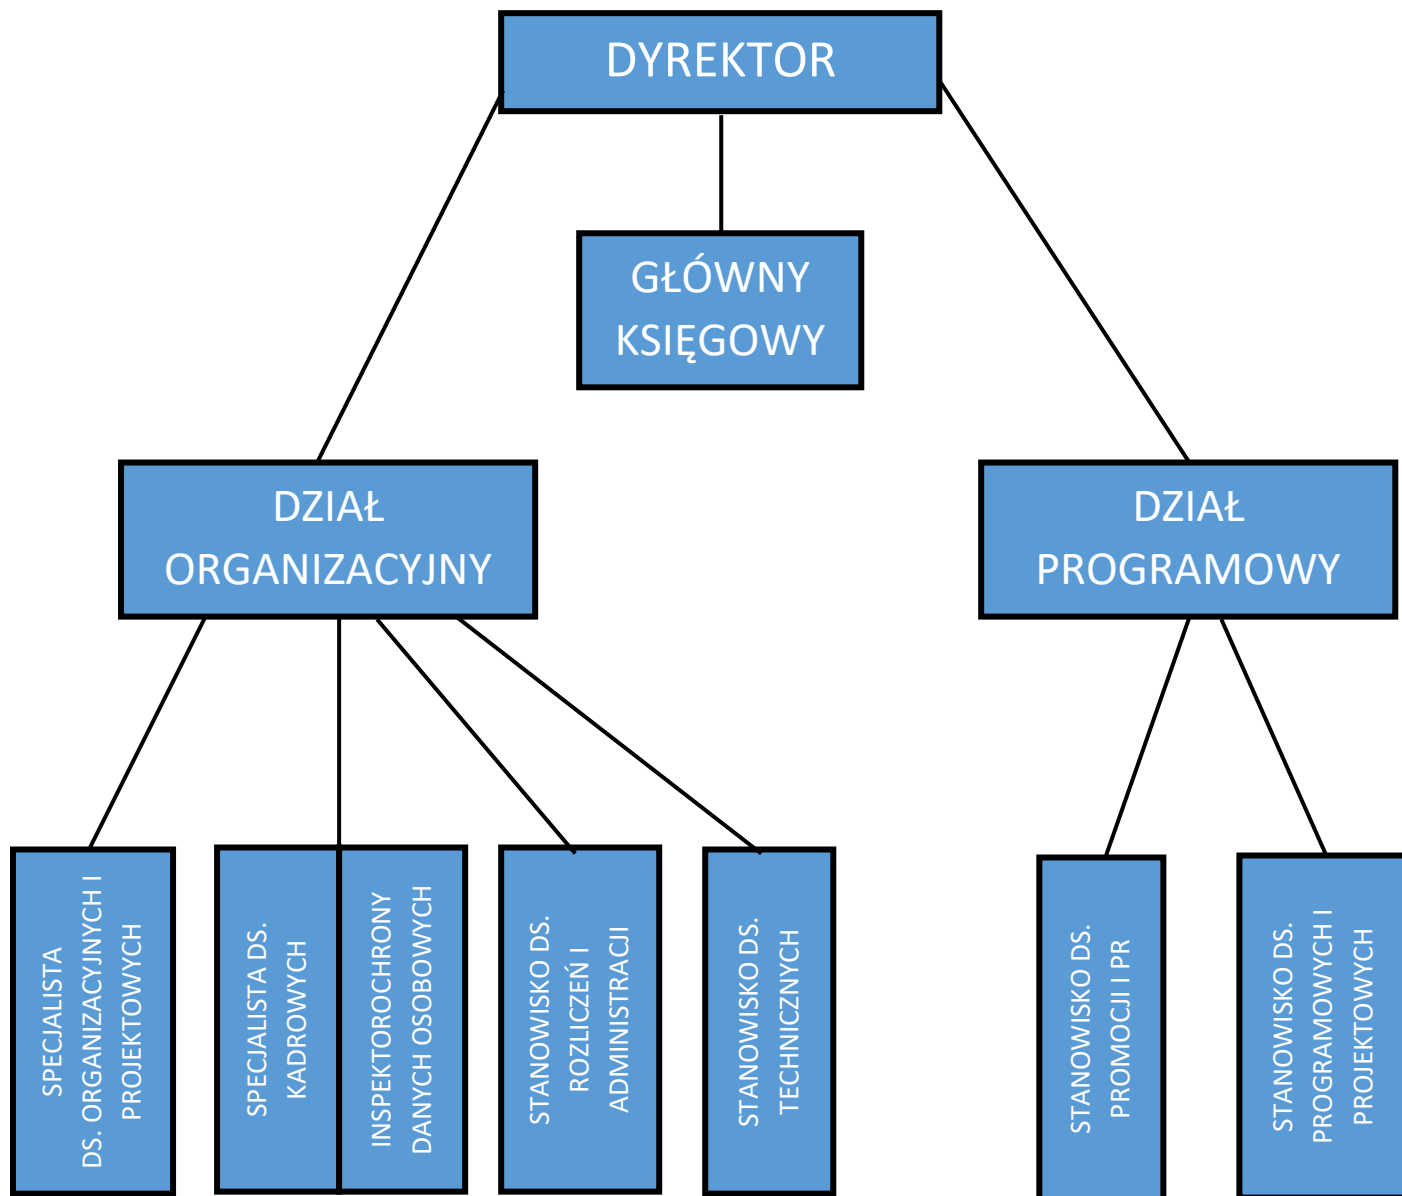 DYREKTOR
GŁÓWNY
KSIĘGOWY
DZIAŁ
ORGANIZACYJNY
DZIAŁ
PROGRAMOWY
SPECJALISTA
DS. ORGANIZACYJNYCH I
PROJEKTOWYCH
SPECJALISTA DS.
KADROWYCH
INSPEKTOROCHRONY
DANYCH OSOBOWYCH
STANOWISKO DS.
ROZLICZEŃ I
ADMINISTRACJI
STANOWISKO DS.
TECHNICZNYCH
STANOWISKO DS.
PROMOCJI I PR
STANOWISKO DS.
PROGRAMOWYCH I
PROJEKTOWYCH